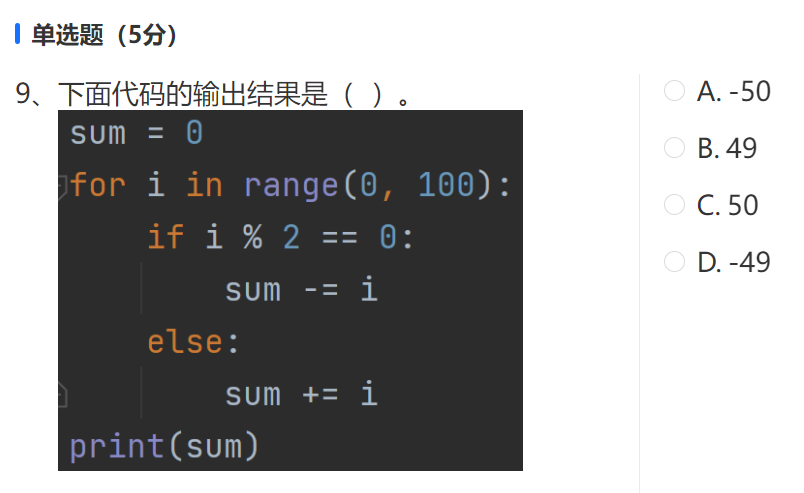 单选题（5分）
9、下面代码的输出结果是（  ）。
sum = 0
for i in range(0, 100):
    if i % 2 == 0:
        sum -= i
    else:
        sum += i
print(sum)
A. -50
B. 49
C. 50
D. -49